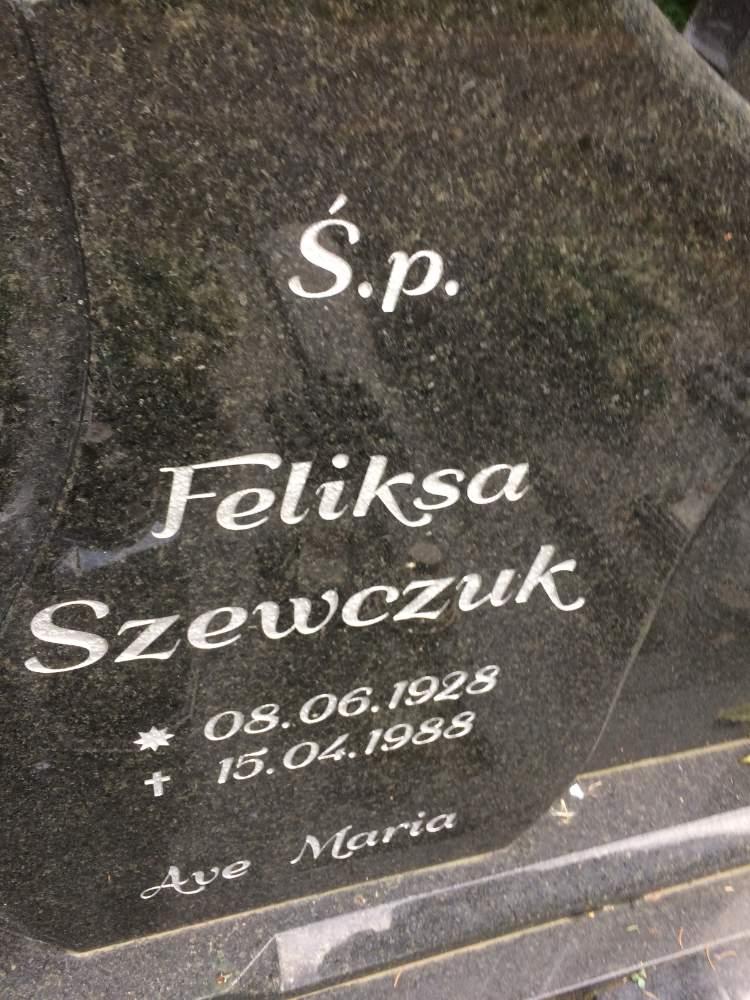 Ś.p.
Feliksa
Szewczuk
✷ 08.06.1928
✝ 15.04.1988
Ave Maria